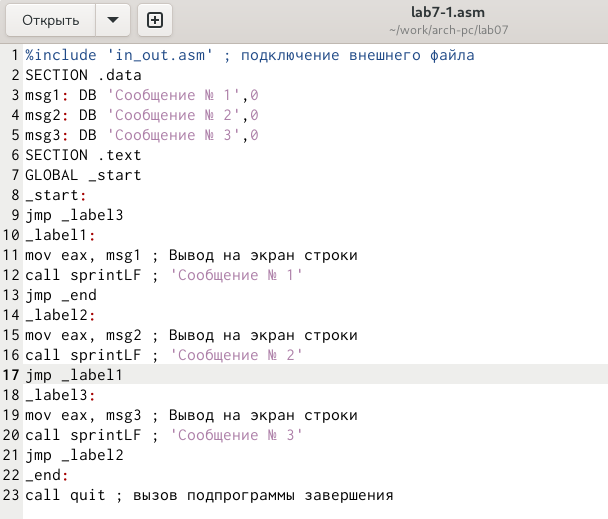 Открыть
lab7-1.asm
~/work/arch-pc/lab07
1 %include 'in_out.asm' ; подключение внешнего файла
2 SECTION .data
3 msg1: DB 'Сообщение № 1',0
4 msg2: DB 'Сообщение № 2',0
5 msg3: DB 'Сообщение № 3',0
6 SECTION .text
7 GLOBAL _start
8 _start:
9 jmp _label3
10 _label1:
11 mov eax, msg1 ; Вывод на экран строки
12 call sprintLF ; 'Сообщение № 1'
13 jmp _end
14 _label2:
15 mov eax, msg2 ; Вывод на экран строки
16 call sprintLF ; 'Сообщение № 2'
17 jmp _label1
18 _label3:
19 mov eax, msg3 ; Вывод на экран строки
20 call sprintLF ; 'Сообщение № 3'
21 jmp _label2
22 _end:
23 call quit ; вызов подпрограммы завершения